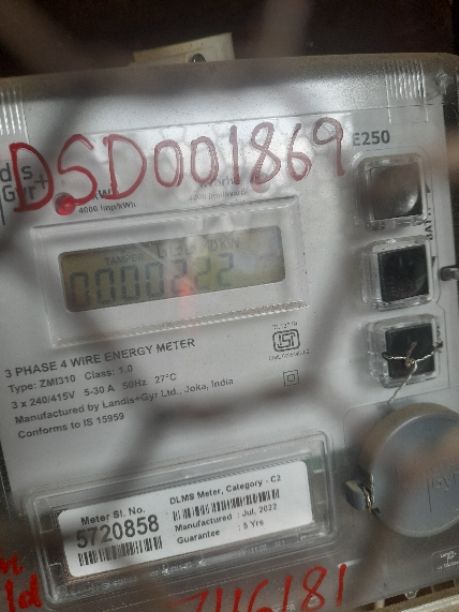 DSD001869
E250
Gyr+
4000 imp/kWh
TAMPER
0000222
3 PHASE 4 WIRE ENERGY METER
Type: ZMI310 Class: 1.0
3 x 240/415V 5-30 A 50Hz 27°C
Manufactured by Landis+Gyr Ltd., Joka, India
Conforms to IS 15959
DLMS Meter, Category - C2
Meter Sl. No.
5720858
Manufactured : Jul, 2022
Guarantee : 5 Yrs